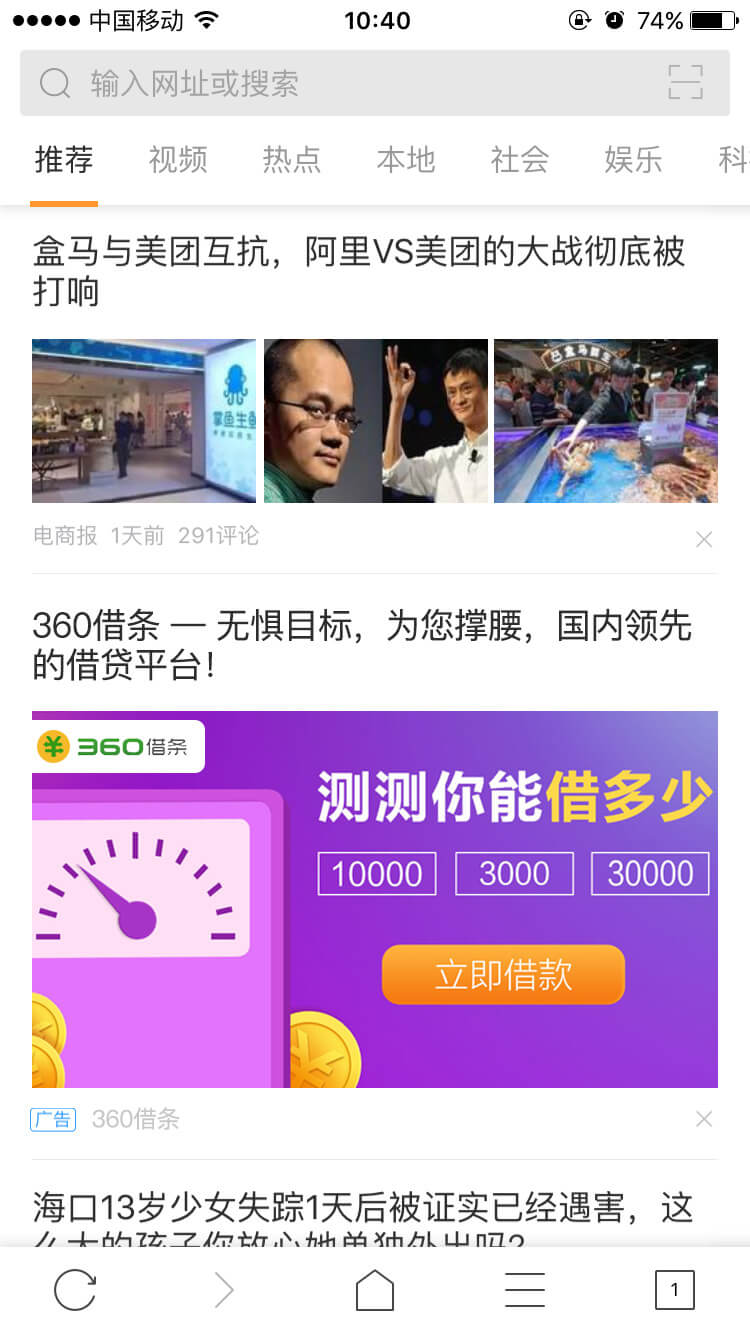 中国移动
10:40
74%
输入网址或搜索
推荐 视频 热点 本地 社会 娱乐 科
盒马与美团互抗，阿里VS美团的大战彻底被
打响
掌鱼生鲜
盒马鲜生
电商报 1天前 291评论
360借条 — 无惧目标，为您撑腰，国内领先
的借贷平台！
360借条
测测你能借多少
10000 3000 30000
立即借款
广告 360借条
海口13岁少女失踪1天后被证实已经遇害，这
么大的孩子你放心她单独外出吗?
1